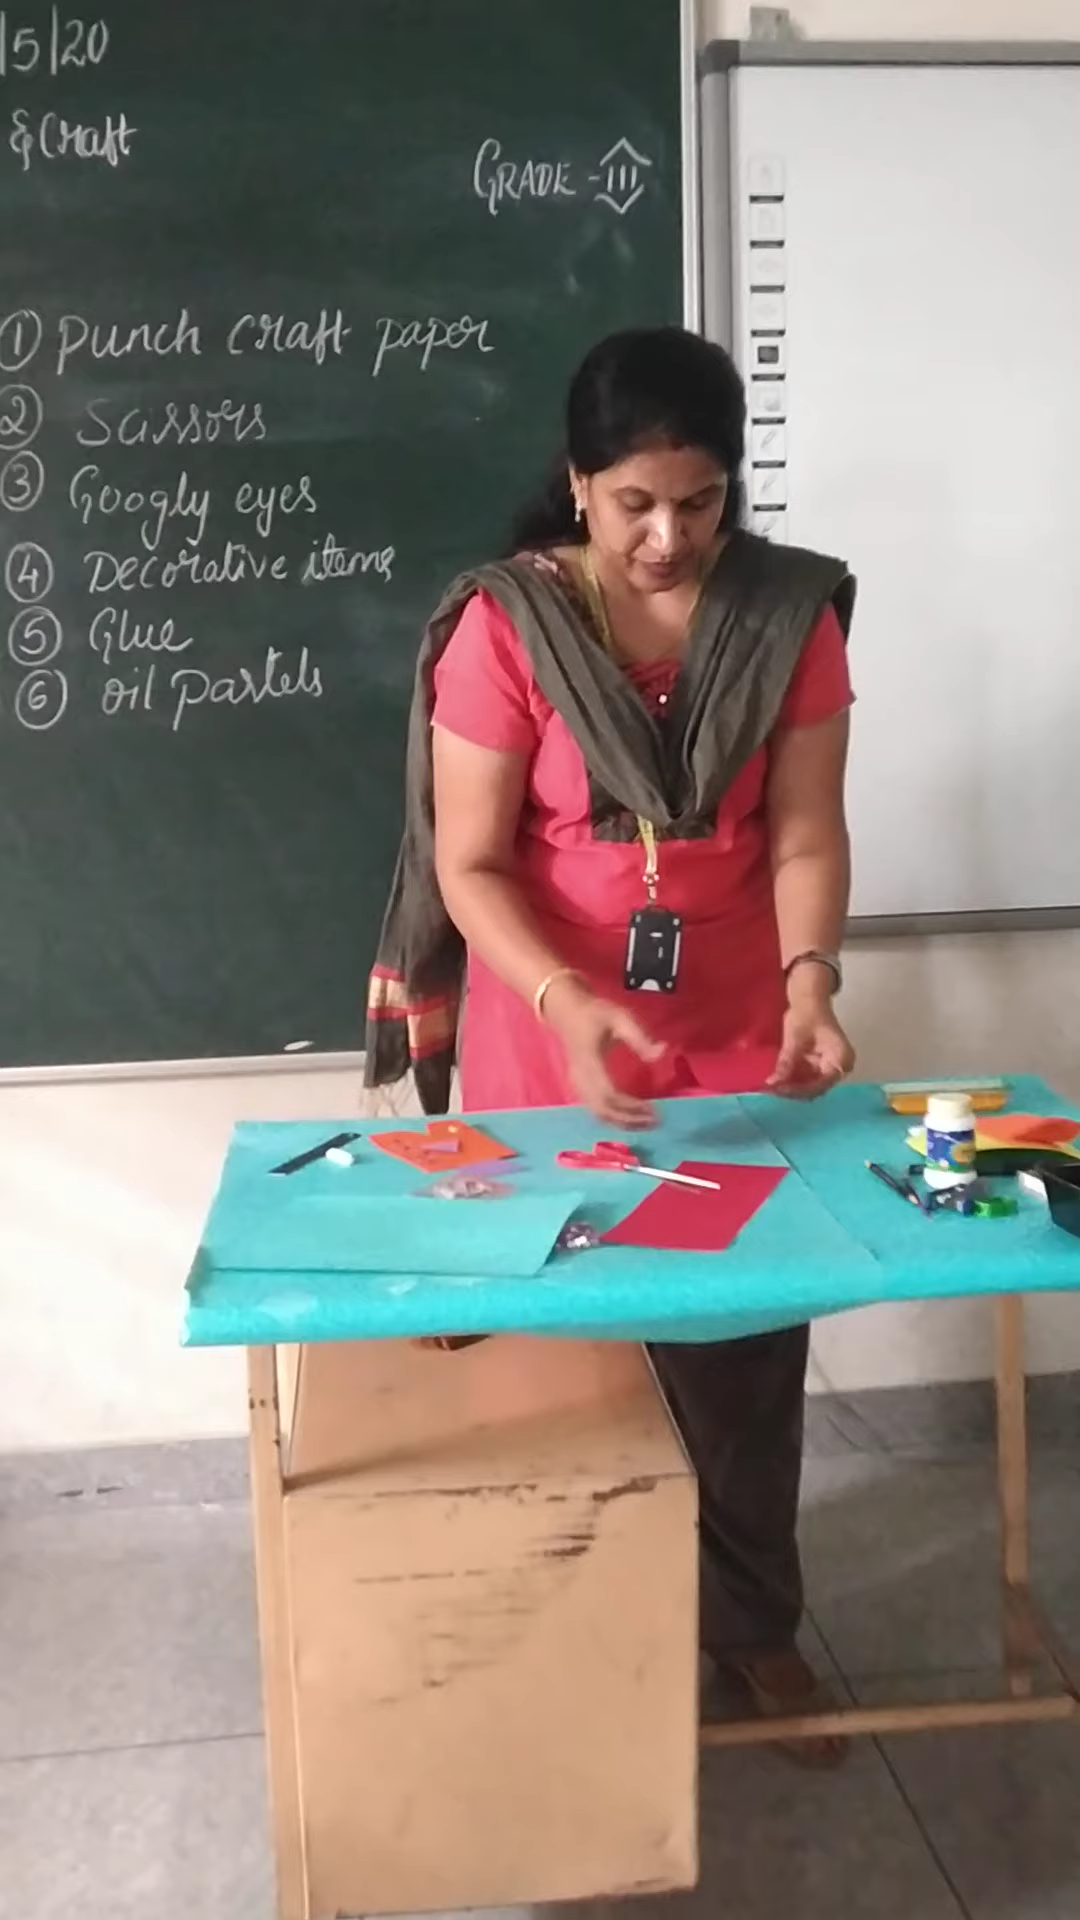 /5/20
& Craft
GRADE - III
① Punch craft paper
② Scissors
③ Googly eyes
④ Decorative items
⑤ Glue
⑥ oil pastels